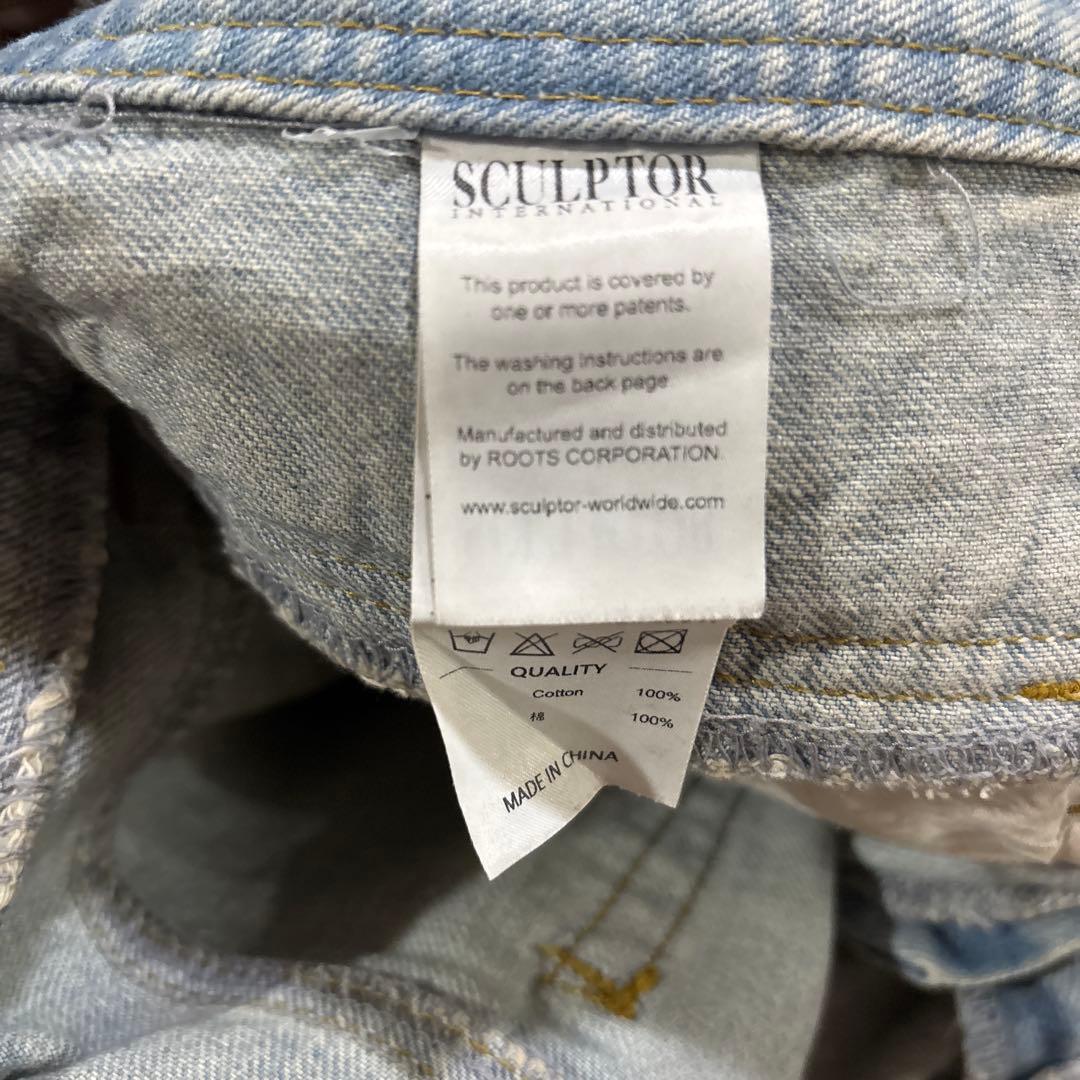 SCULPTOR
INTERNATIONAL
This product is covered by
one or more patents.
The washing Instructions are
on the back page.
Manufactured and distributed
by ROOTS CORPORATION.
www.sculptor-worldwide.com
QUALITY
Cotton 100%
棉 100%
MADE IN CHINA